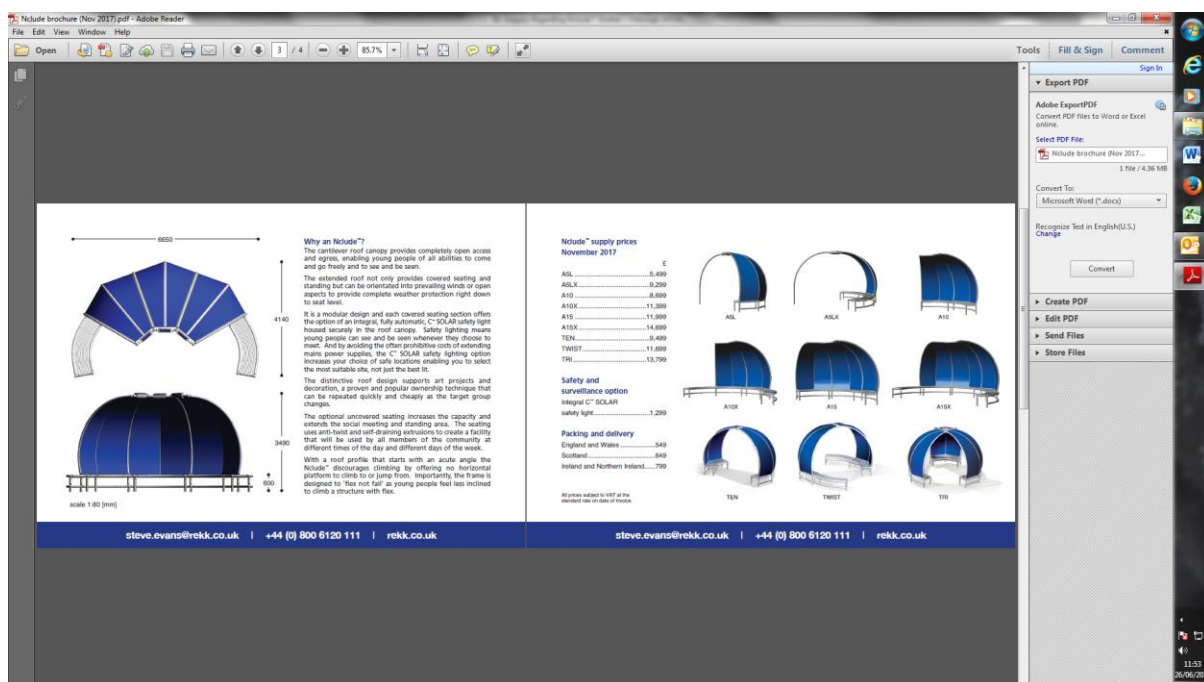 Nclude brochure (Nov 2017).pdf - Adobe Reader
File Edit View Window Help
Open 3 / 4 85.7% Tools Fill & Sign Comment
Sign In
Export PDF
Adobe ExportPDF
Convert PDF files to Word or Excel
online.
Select PDF File:
Nclude brochure (Nov 2017...
1 file / 4.36 MB
Convert To:
Microsoft Word (*.docx)
Recognize Text in English(U.S.)
Change
Convert
Create PDF
Edit PDF
Send Files
Store Files
6650
4140
3490
600
scale 1:80 [mm]
Why an Nclude™?
The cantilever roof canopy provides completely open access
and egress, enabling young people of all abilities to come
and go freely and to see and be seen.
The extended roof not only provides covered seating and
standing but can be orientated into prevailing winds or open
aspects to provide complete weather protection right down
to seat level.
It is a modular design and each covered seating section offers
the option of an integral, fully automatic, C™ SOLAR safety light
housed securely in the roof canopy. Safety lighting means
young people can see and be seen whenever they choose to
meet. And by avoiding the often prohibitive costs of extending
mains power supplies, the C™ SOLAR safety lighting option
increases your choice of safe locations enabling you to select
the most suitable site, not just the best lit.
The distinctive roof design supports art projects and
decoration, a proven and popular ownership technique that
can be repeated quickly and cheaply as the target group
changes.
The optional uncovered seating increases the capacity and
extends the social meeting and standing area. The seating
uses anti-twist and self-draining extrusions to create a facility
that will be used by all members of the community at
different times of the day and different days of the week.
With a roof profile that starts with an acute angle the
Nclude™ discourages climbing by offering no horizontal
platform to climb to or jump from. Importantly, the frame is
designed to 'flex not fail' as young people feel less inclined
to climb a structure with flex.
steve.evans@rekk.co.uk | +44 (0) 800 6120 111 | rekk.co.uk
Nclude™ supply prices
November 2017
£
A5L 5,499
A5LX 9,299
A10 8,699
A10X 11,399
A15 11,999
A15X 14,699
TEN 9,499
TWIST 11,699
TRI 13,799
Safety and
surveillance option
Integral C™ SOLAR
safety light 1,299
Packing and delivery
England and Wales 549
Scotland 649
Ireland and Northern Ireland 799
All prices subject to VAT at the
standard rate on date of invoice
A5L A5LX A10
A10X A15 A15X
TEN TWIST TRI
steve.evans@rekk.co.uk | +44 (0) 800 6120 111 | rekk.co.uk
11:53
26/06/20